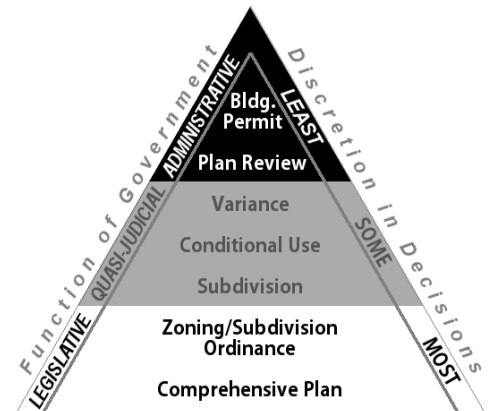 Function of Government
Discretion in Decisions
ADMINISTRATIVE
LEAST
Bldg.
Permit
Plan Review
QUASI-JUDICIAL
SOME
Variance
Conditional Use
Subdivision
LEGISLATIVE
MOST
Zoning/Subdivision
Ordinance
Comprehensive Plan